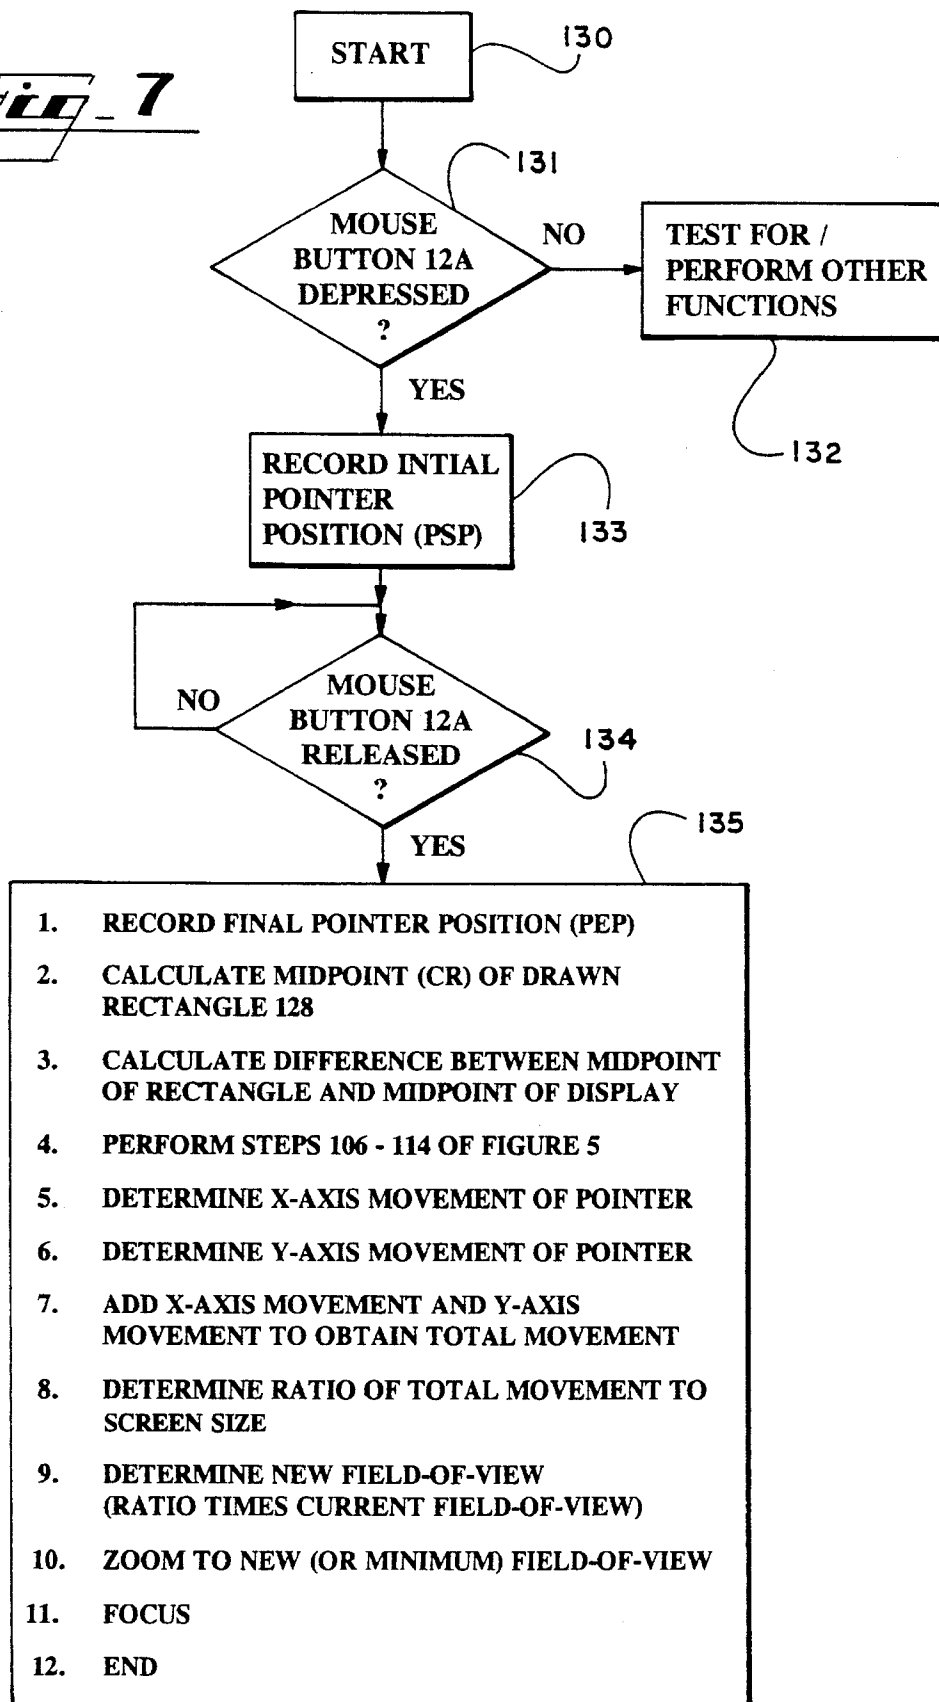 Fig_7
START
130
131
MOUSE
BUTTON 12A
DEPRESSED
?
NO
TEST FOR /
PERFORM OTHER
FUNCTIONS
132
YES
RECORD INTIAL
POINTER
POSITION (PSP)
133
NO
MOUSE
BUTTON 12A
RELEASED
?
134
YES
135
1. RECORD FINAL POINTER POSITION (PEP)
2. CALCULATE MIDPOINT (CR) OF DRAWN
RECTANGLE 128
3. CALCULATE DIFFERENCE BETWEEN MIDPOINT
OF RECTANGLE AND MIDPOINT OF DISPLAY
4. PERFORM STEPS 106 - 114 OF FIGURE 5
5. DETERMINE X-AXIS MOVEMENT OF POINTER
6. DETERMINE Y-AXIS MOVEMENT OF POINTER
7. ADD X-AXIS MOVEMENT AND Y-AXIS
MOVEMENT TO OBTAIN TOTAL MOVEMENT
8. DETERMINE RATIO OF TOTAL MOVEMENT TO
SCREEN SIZE
9. DETERMINE NEW FIELD-OF-VIEW
(RATIO TIMES CURRENT FIELD-OF-VIEW)
10. ZOOM TO NEW (OR MINIMUM) FIELD-OF-VIEW
11. FOCUS
12. END